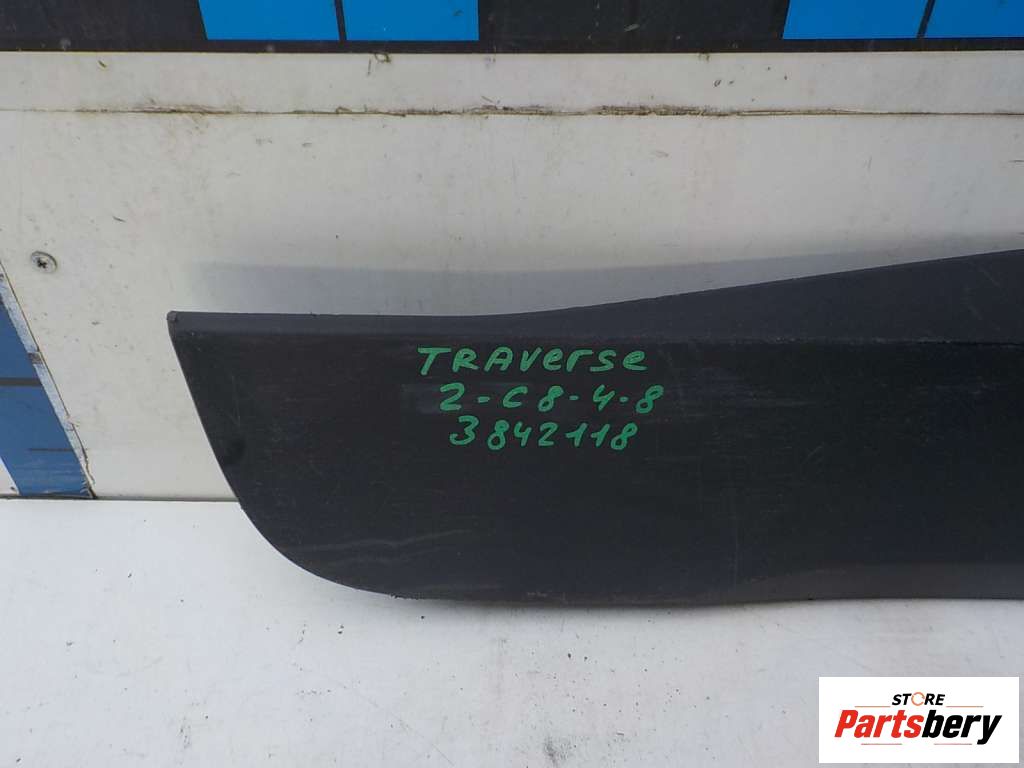 TRAVerse
2-C8-4-8
3842118
STORE
Partsbery